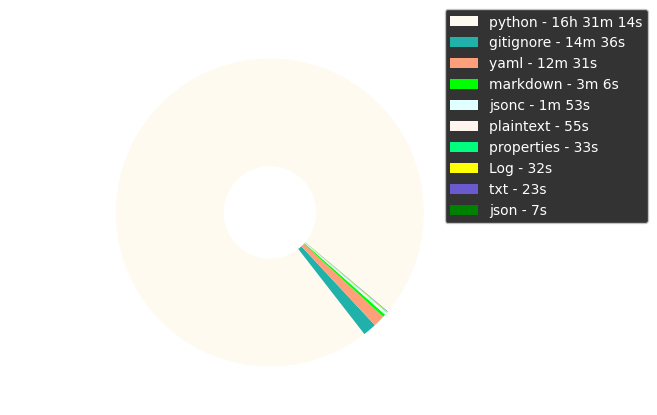 python - 16h 31m 14s
gitignore - 14m 36s
yaml - 12m 31s
markdown - 3m 6s
jsonc - 1m 53s
plaintext - 55s
properties - 33s
Log - 32s
txt - 23s
json - 7s